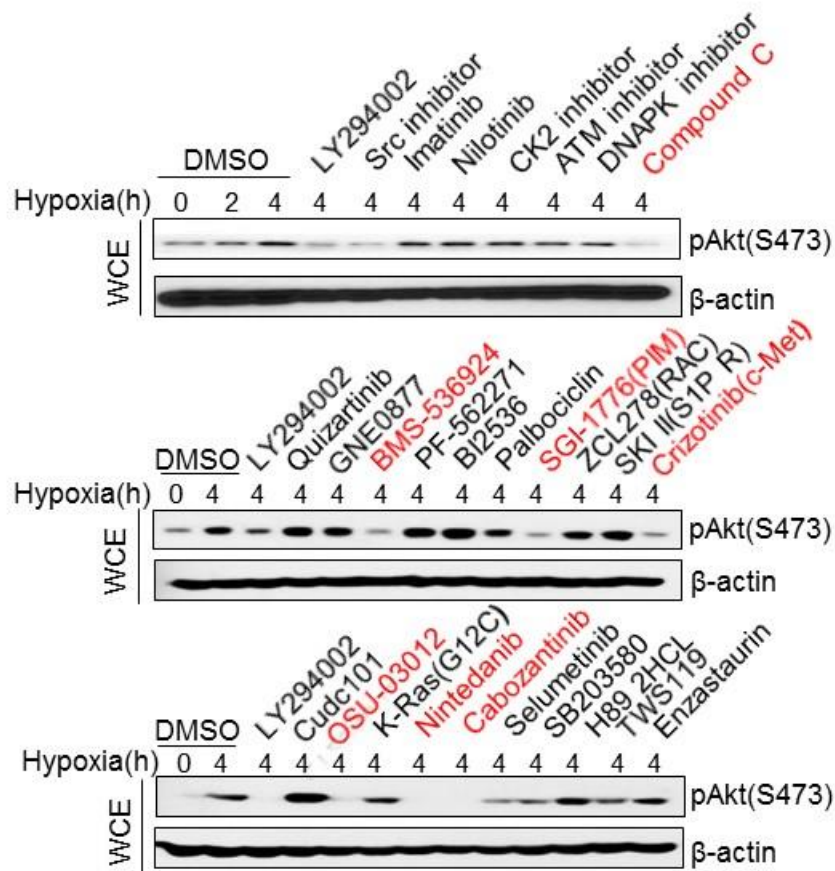 DMSO LY294002 Src inhibitor Imatinib Nilotinib CK2 inhibitor ATM inhibitor DNAPK inhibitor Compound C
Hypoxia(h) 0 2 4 4 4 4 4 4 4 4 4
WCE
pAkt(S473)
β-actin
DMSO LY294002 Quizartinib GNE0877 BMS-536924 PF-562271 BI2536 Palbociclin SGI-1776(PIM) ZCL278(RAC) SKI II(S1P R) Crizotinib(c-Met)
Hypoxia(h) 0 4 4 4 4 4 4 4 4 4 4 4 4
WCE
pAkt(S473)
β-actin
DMSO LY294002 Cudc101 OSU-03012 K-Ras(G12C) Nintedanib Cabozantinib Selumetinib SB203580 H89 2HCL TWS119 Enzastaurin
Hypoxia(h) 0 4 4 4 4 4 4 4 4 4 4 4 4
WCE
pAkt(S473)
β-actin